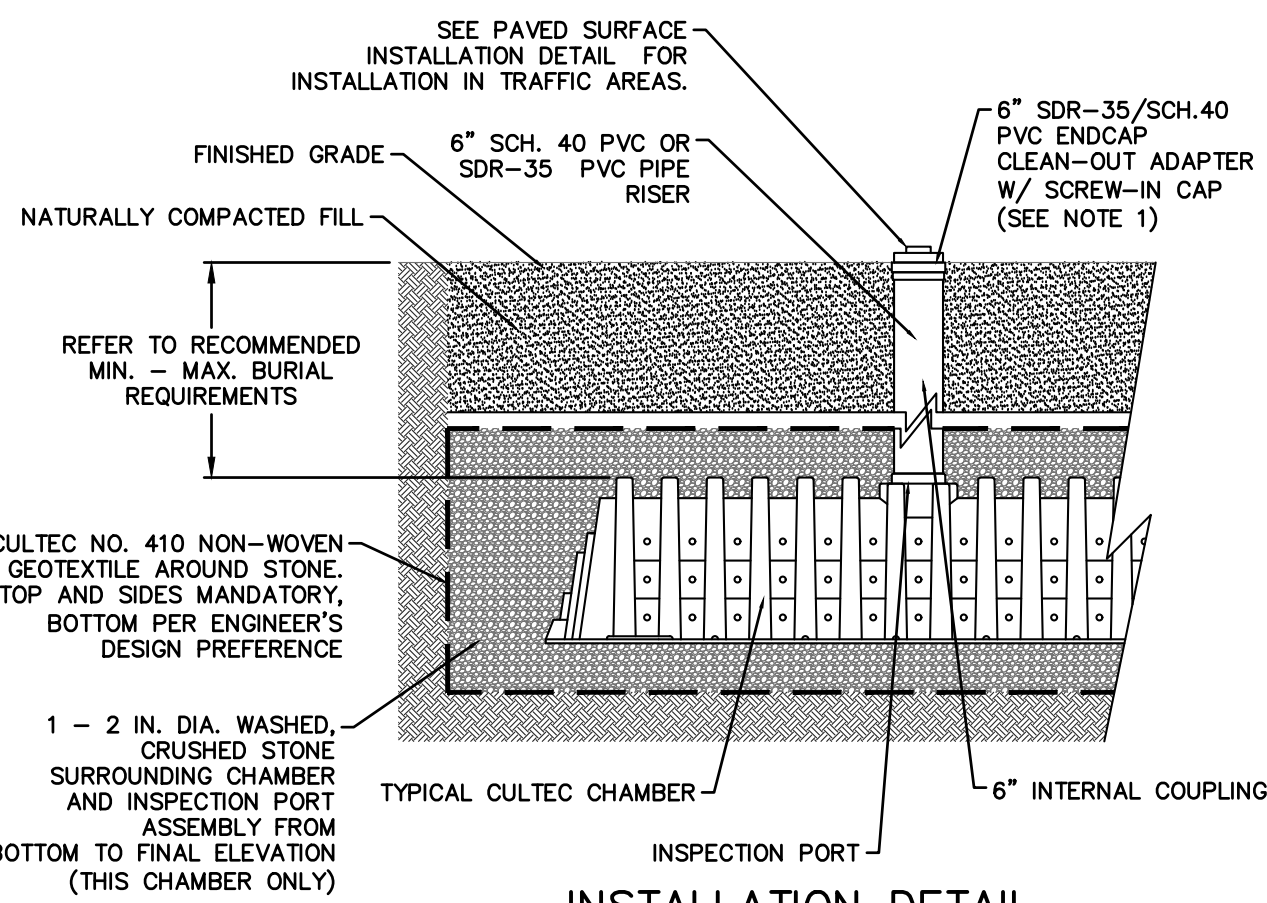 SEE PAVED SURFACE
INSTALLATION DETAIL FOR
INSTALLATION IN TRAFFIC AREAS.
6" SDR-35/SCH.40
PVC ENDCAP
CLEAN-OUT ADAPTER
W/ SCREW-IN CAP
(SEE NOTE 1)
6" SCH. 40 PVC OR
SDR-35 PVC PIPE
RISER
FINISHED GRADE
NATURALLY COMPACTED FILL
REFER TO RECOMMENDED
MIN. - MAX. BURIAL
REQUIREMENTS
CULTEC NO. 410 NON-WOVEN
GEOTEXTILE AROUND STONE.
TOP AND SIDES MANDATORY,
BOTTOM PER ENGINEER'S
DESIGN PREFERENCE
1 - 2 IN. DIA. WASHED,
CRUSHED STONE
SURROUNDING CHAMBER
AND INSPECTION PORT
ASSEMBLY FROM
BOTTOM TO FINAL ELEVATION
(THIS CHAMBER ONLY)
TYPICAL CULTEC CHAMBER
6" INTERNAL COUPLING
INSPECTION PORT
INSTALLATION DETAIL